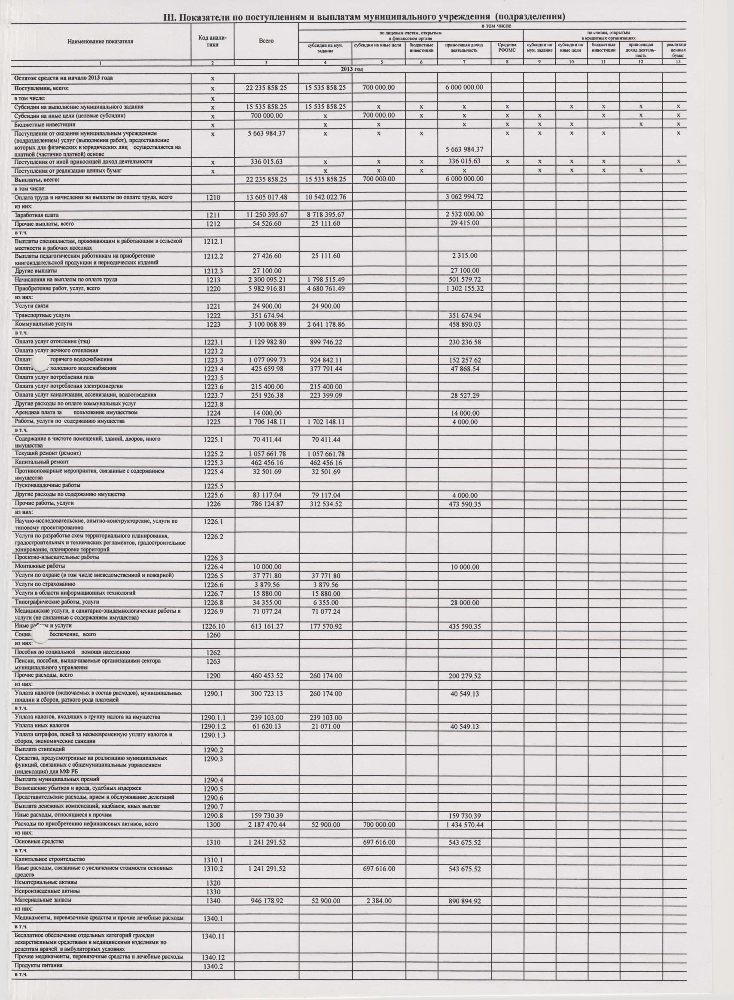 III. Показатели по поступлениям и выплатам муниципального учреждения (подразделения)
Наименование показателя Код анали- Всего в том числе
тики по лицевым счетам, открытым по счетам, открытым
в финансовом органе в кредитных организациях
субсидии на мун. субсидии на иные цели бюджетные приносящая доход Средства субсидии на субсидии на бюджетные приносящая
задание инвестиции деятельность РФОМС мун. задание иные цели инвестиции доход деятель- ценных
ность бумаг
1 2 3 4 5 6 7 8 9 10 11 12 13
2013 год
Остаток средств на начало 2013 года x
Поступления, всего: x 22 235 858.25 15 535 858.25 700 000.00 6 000 000.00
в том числе: x
Субсидии на выполнение муниципального задания x 15 535 858.25 15 535 858.25 x x x x x x x x
Субсидии на иные цели (целевые субсидии) x 700 000.00 x 700 000.00 x x x x x x x
Бюджетные инвестиции x x x x x x x x x
Поступления от оказания муниципальным учреждением x 5 663 984.37 x x x x x x x x
(подразделением) услуг (выполнения работ), предоставление
которых для физических и юридических лиц осуществляется на 5 663 984.37
платной (частично платной) основе
Поступления от иной приносящей доход деятельности x 336 015.63 x x x 336 015.63 x x x x x
Поступления от реализации ценных бумаг x x x x x x x x x
Выплаты, всего: 22 235 858.25 15 535 858.25 700 000.00 6 000 000.00
в том числе:
Оплата труда и начисления на выплаты по оплате труда, всего 1210 13 605 017.48 10 542 022.76 3 062 994.72
из них:
Заработная плата 1211 11 250 395.67 8 718 395.67 2 532 000.00
Прочие выплаты, всего 1212 54 526.60 25 111.60 29 415.00
в т.ч.
Выплаты специалистам, проживающим и работающим в сельской 1212.1
местности и рабочих поселках
Выплаты педагогическим работникам на приобретение 1212.2 27 426.60 25 111.60 2 315.00
книгоиздательской продукции и периодических изданий
Другие выплаты 1212.3 27 100.00 27 100.00
Начисления на выплаты по оплате труда 1213 2 300 095.21 1 798 515.49 501 579.72
Приобретение работ, услуг, всего 1220 5 982 916.81 4 680 761.49 1 302 155.32
из них:
Услуги связи 1221 24 900.00 24 900.00
Транспортные услуги 1222 351 674.94 351 674.94
Коммунальные услуги 1223 3 100 068.89 2 641 178.86 458 890.03
в т.ч.
Оплата услуг отопления (тэц) 1223.1 1 129 982.80 899 746.22 230 236.58
Оплата услуг печного отопления 1223.2
горячего водоснабжения 1223.3 1 077 099.73 924 842.11 152 257.62
Оплата холодного водоснабжения 1223.4 425 659.98 377 791.44 47 868.54
Оплата услуг потребления газа 1223.5
Оплата услуг потребления электроэнергии 1223.6 215 400.00 215 400.00
Оплата услуг канализации, ассенизации, водоотведения 1223.7 251 926.38 223 399.09 28 527.29
Другие расходы по оплате коммунальных услуг 1223.8
Арендная плата за пользование имуществом 1224 14 000.00 14 000.00
Работы, услуги по содержанию имущества 1225 1 706 148.11 1 702 148.11 4 000.00
в т.ч.
Содержание в чистоте помещений, зданий, дворов, иного 1225.1 70 411.44 70 411.44
имущества
Текущий ремонт (ремонт) 1225.2 1 057 661.78 1 057 661.78
Капитальный ремонт 1225.3 462 456.16 462 456.16
Противопожарные мероприятия, связанные с содержанием 1225.4 32 501.69 32 501.69
имущества
Пусконаладочные работы 1225.5
Другие расходы по содержанию имущества 1225.6 83 117.04 79 117.04 4 000.00
Прочие работы, услуги 1226 786 124.87 312 534.52 473 590.35
из них:
Научно-исследовательские, опытно-конструкторские, услуги по 1226.1
типовому проектированию
Услуги по разработке схем территориального планирования, 1226.2
градостроительных и технических регламентов, градостроительное
зонирование, планировке территорий
Проектно-изыскательные работы 1226.3
Монтажные работы 1226.4 10 000.00 10 000.00
Услуги по охране (в том числе вневедомственной и пожарной) 1226.5 37 771.80 37 771.80
Услуги по страхованию 1226.6 3 879.56 3 879.56
Услуги в области информационных технологий 1226.7 15 880.00 15 880.00
Типографические работы, услуги 1226.8 34 355.00 6 355.00 28 000.00
Медицинские услуги, и санитарно-эпидемиологические работы и 1226.9 71 077.24 71 077.24
услуги (не связанные с содержанием имущества)
Иные работы и услуги 1226.10 613 161.27 177 570.92 435 590.35
всего 1260
из них:
Пособия по социальной помощи населению 1262
Пенсии, пособия, выплачиваемые организациями сектора 1263
муниципального управления
Прочие расходы, всего 1290 460 453.52 260 174.00 200 279.52
из них:
Уплата налогов (включаемых в состав расходов), муниципальных 1290.1 300 723.13 260 174.00 40 549.13
пошлин и сборов, разного рода платежей
в т.ч.
Уплата налогов, входящих в группу налога на имущества 1290.1.1 239 103.00 239 103.00
Уплата иных налогов 1290.1.2 61 620.13 21 071.00 40 549.13
Уплата штрафов, пеней за несвоевременную уплату налогов и 1290.1.3
сборов, экономические санкции
Выплата стипендий 1290.2
Средства, предусмотренные на реализацию муниципальных 1290.3
функций, связанных с общемуниципальным управлением
(индексация) для МФ РБ
Выплата муниципальных премий 1290.4
Возмещение убытков и вреда, судебных издержек 1290.5
Представительские расходы, прием и обслуживание делегаций 1290.6
Выплата денежных компенсаций, надбавок, иных выплат 1290.7
Иные расходы, относящиеся к прочим 1290.8 159 730.39 159 730.39
Расходы по приобретению нефинансовых активов, всего 1300 2 187 470.44 52 900.00 700 000.00 1 434 570.44
из них:
Основные средства 1310 1 241 291.52 697 616.00 543 675.52
в т.ч.
Капитальное строительство 1310.1
Иные расходы, связанные с увеличением стоимости основных 1310.2 1 241 291.52 697 616.00 543 675.52
средств
Нематериальные активы 1320
Непроизведенные активы 1330
Материальные запасы 1340 946 178.92 52 900.00 2 384.00 890 894.92
из них:
Медикаменты, перевязочные средства и прочие лечебные расходы 1340.1
в т.ч.
Бесплатное обеспечение отдельных категорий граждан 1340.11
лекарственными средствами и медицинскими изделиями по
рецептам врачей в амбулаторных условиях
Прочие медикаменты, перевязочные средства и лечебные расходы 1340.12
Продукты питания 1340.2
в т.ч.